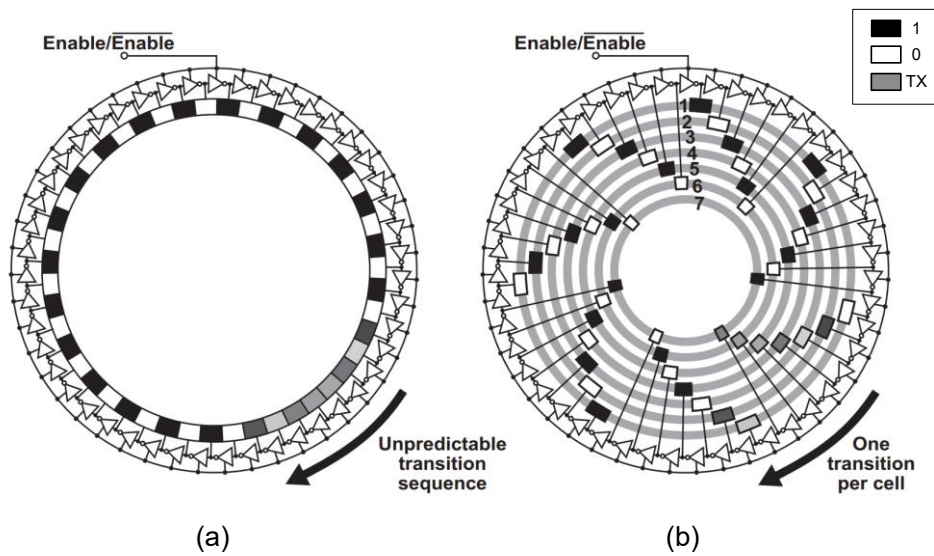 Enable/Enable
Unpredictable
transition
sequence
(a)
Enable/Enable
1
2
3
4
5
6
7
One
transition
per cell
(b)
1
0
TX